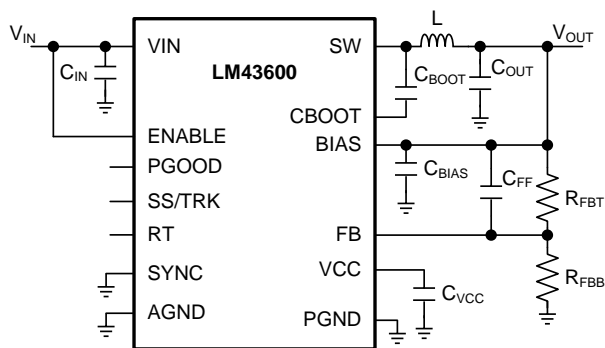 VIN
CIN
VIN
LM43600
SW
L
VOUT
CBOOT
COUT
CBOOT
ENABLE
BIAS
PGOOD
CBIAS
CFF
RFBT
SS/TRK
RT
FB
SYNC
VCC
RFBB
CVCC
AGND
PGND